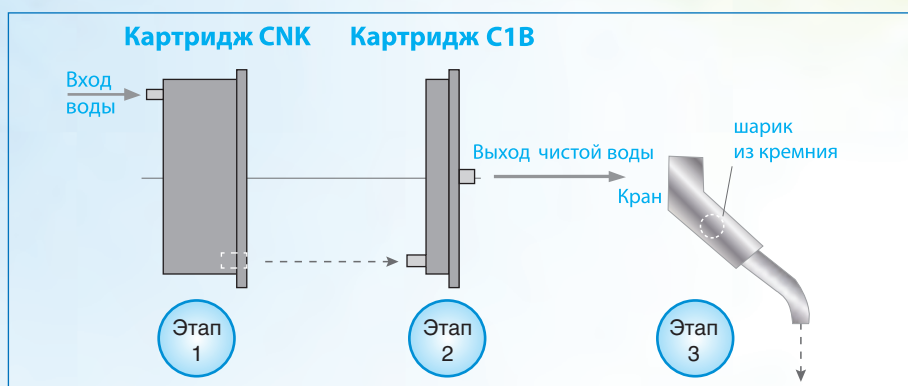 Картридж CNK
Картридж C1B
Вход
воды
Выход чистой воды
Кран
шарик
из кремния
Этап
1
Этап
2
Этап
3